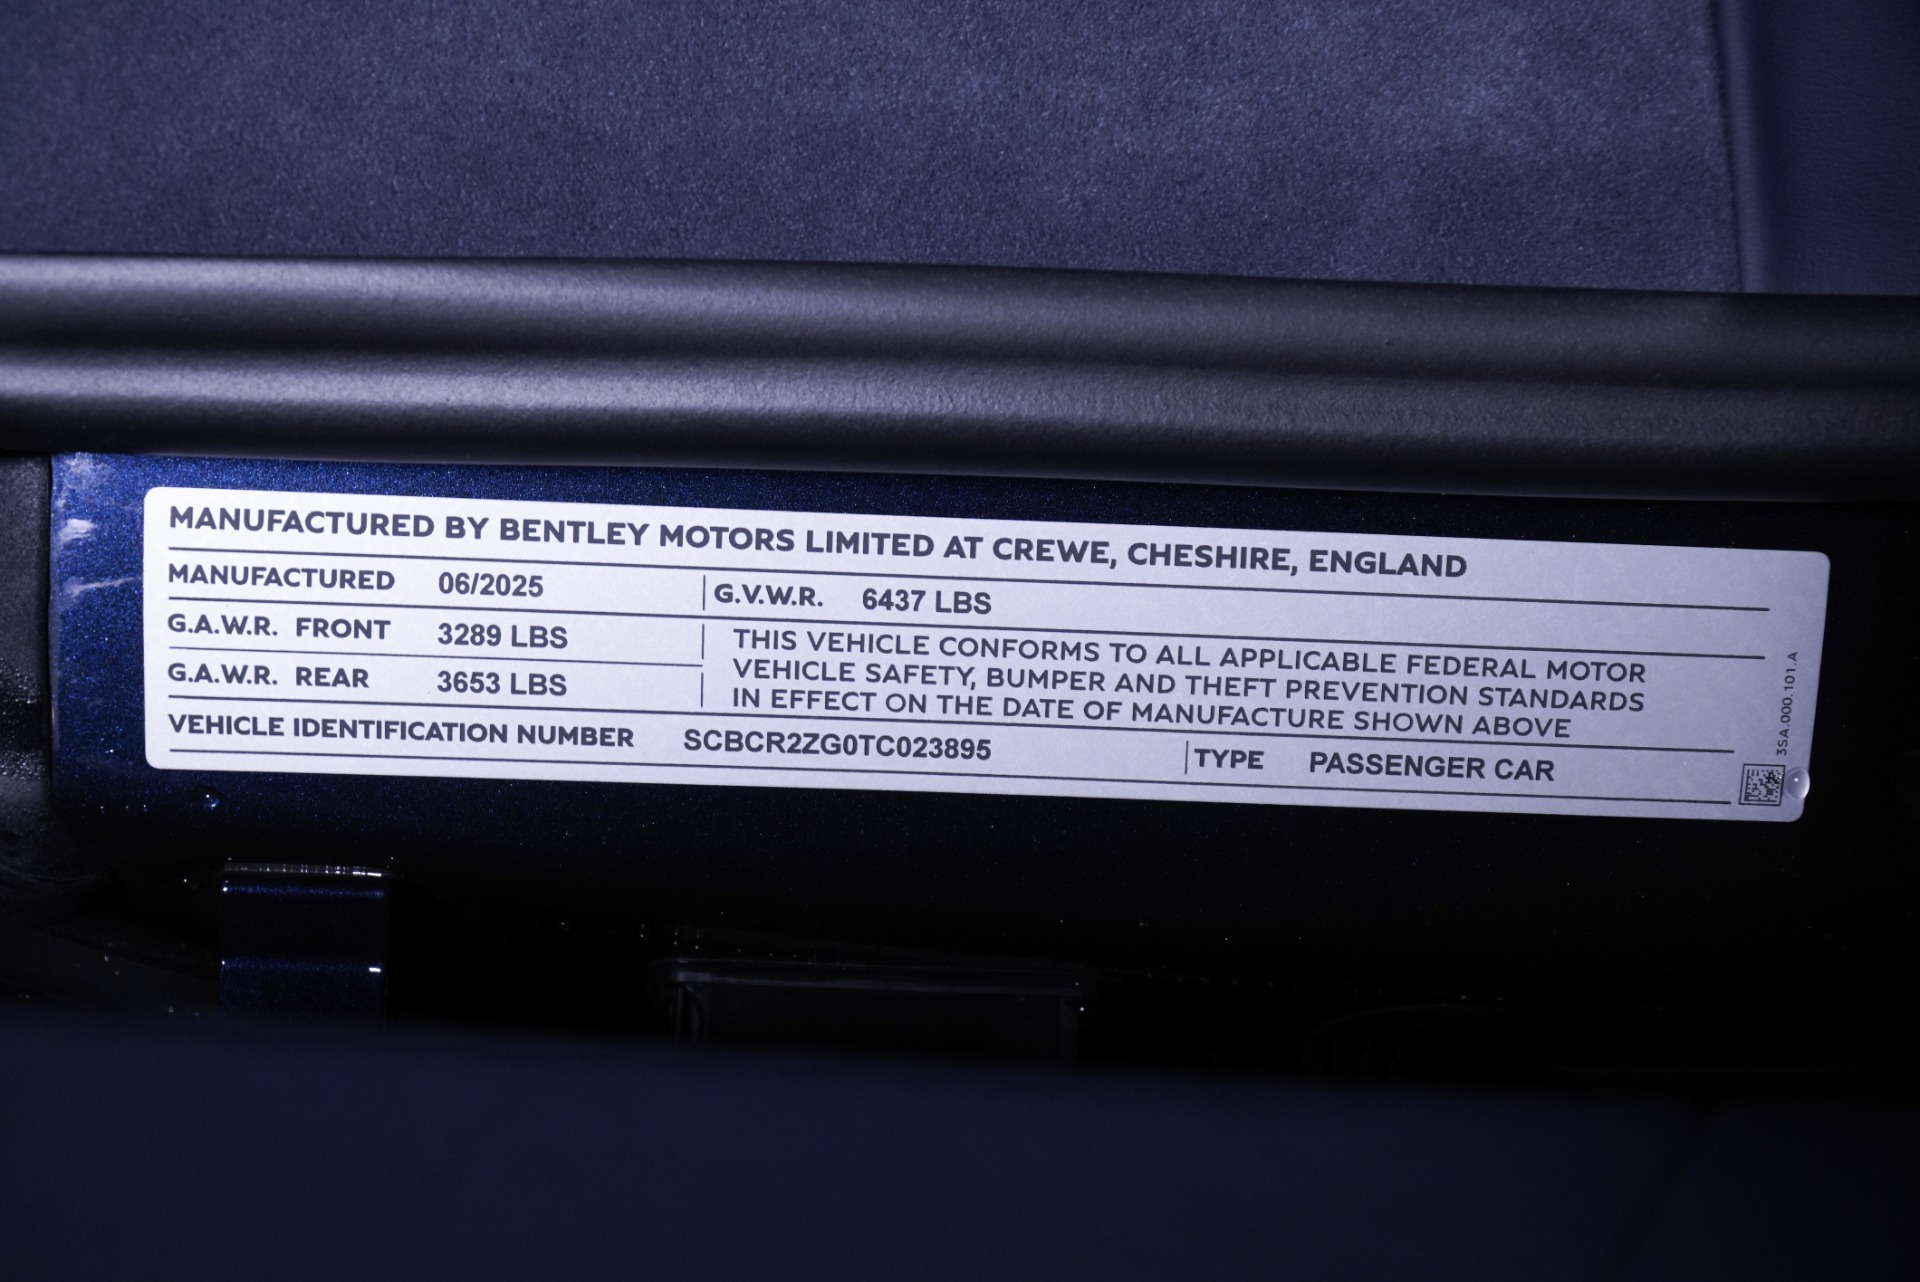 MANUFACTURED BY BENTLEY MOTORS LIMITED AT CREWE, CHESHIRE, ENGLAND
MANUFACTURED 06/2025 G.V.W.R. 6437 LBS
G.A.W.R. FRONT 3289 LBS
G.A.W.R. REAR 3653 LBS
THIS VEHICLE CONFORMS TO ALL APPLICABLE FEDERAL MOTOR
VEHICLE SAFETY, BUMPER AND THEFT PREVENTION STANDARDS
IN EFFECT ON THE DATE OF MANUFACTURE SHOWN ABOVE
VEHICLE IDENTIFICATION NUMBER SCBCR2ZG0TC023895 TYPE PASSENGER CAR
3SA.000.101.A